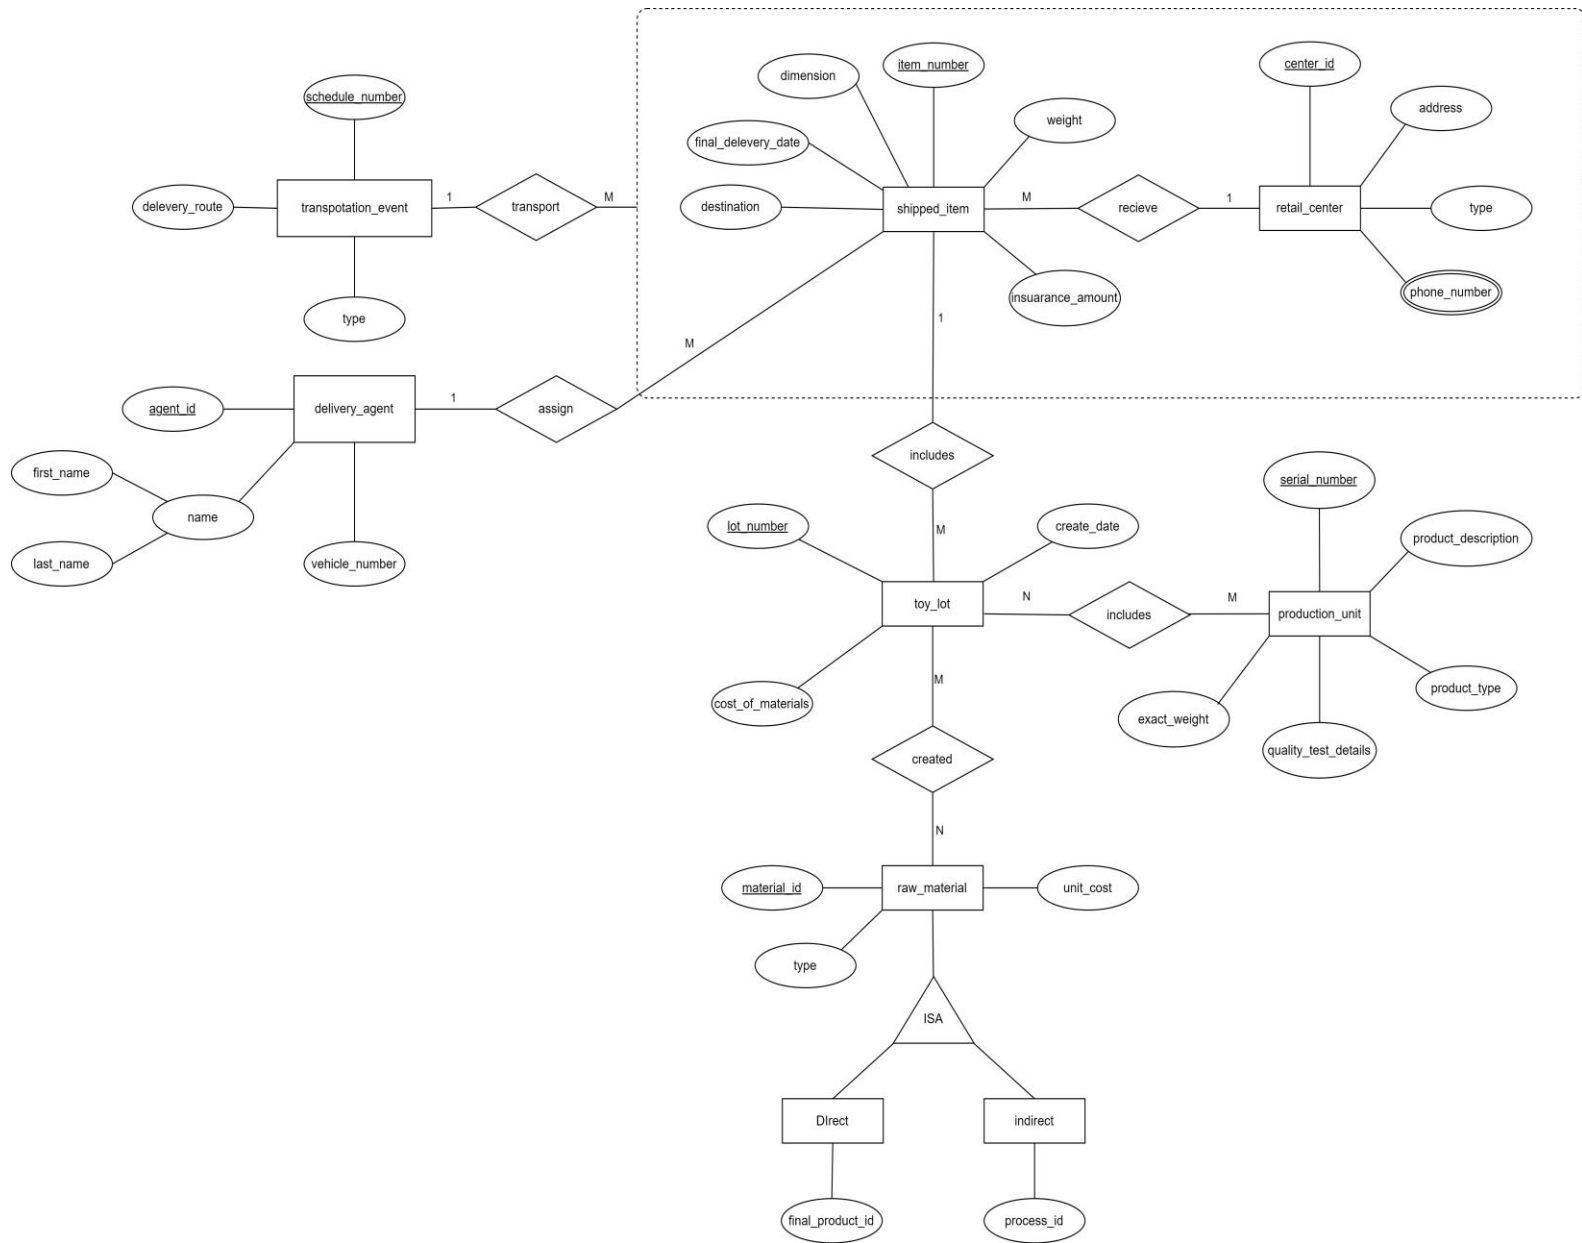 item_number
center_id
dimension
schedule_number
address
weight
final_delevery_date
delevery_route
transpotation_event
1
transport
M
destination
shipped_item
M
recieve
1
retail_center
type
insuarance_amount
phone_number
type
1
M
agent_id
delivery_agent
1
assign
includes
first_name
serial_number
name
lot_number
create_date
M
product_description
last_name
vehicle_number
toy_lot
N
includes
M
production_unit
M
product_type
cost_of_materials
exact_weight
quality_test_details
created
N
material_id
raw_material
unit_cost
type
ISA
DIrect
indirect
final_product_id
process_id